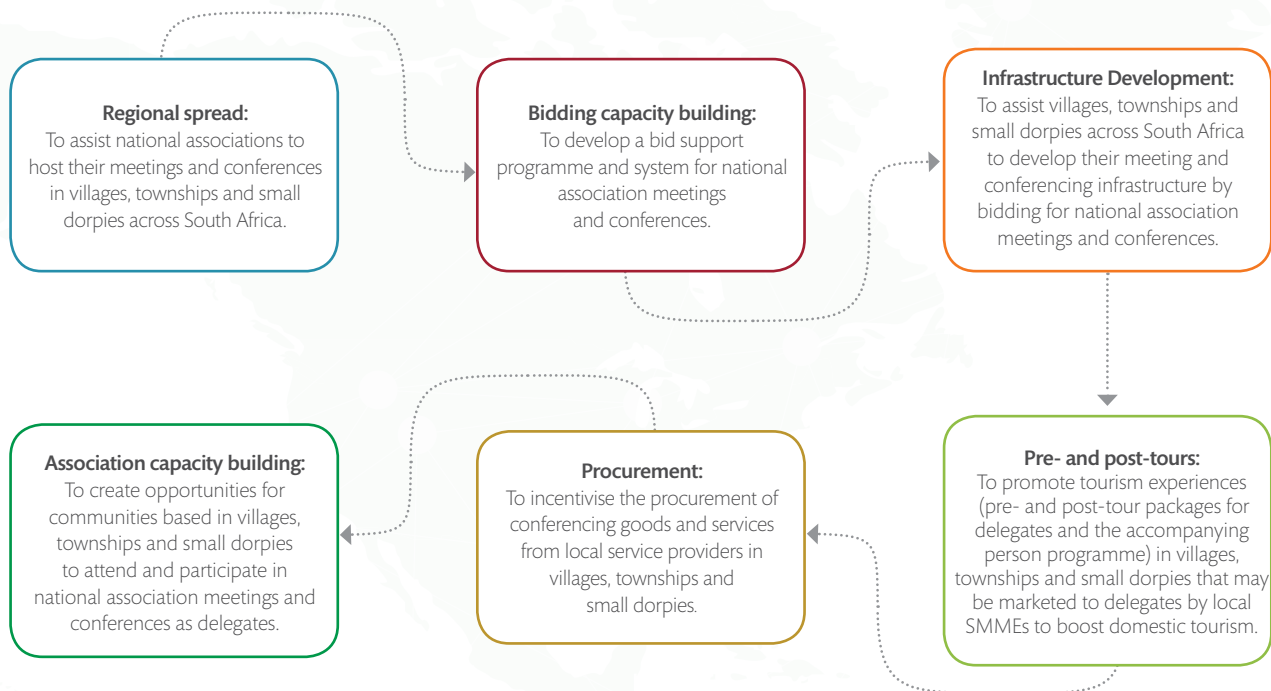 Regional spread:
To assist national associations to
host their meetings and conferences
in villages, townships and small
dorpies across South Africa.
Bidding capacity building:
To develop a bid support
programme and system for national
association meetings
and conferences.
Infrastructure Development:
To assist villages, townships and
small dorpies across South Africa
to develop their meeting and
conferencing infrastructure by
bidding for national association
meetings and conferences.
Pre- and post-tours:
To promote tourism experiences
(pre- and post-tour packages for
delegates and the accompanying
person programme) in villages,
townships and small dorpies that may
be marketed to delegates by local
SMMEs to boost domestic tourism.
Procurement:
To incentivise the procurement of
conferencing goods and services
from local service providers in
villages, townships and
small dorpies.
Association capacity building:
To create opportunities for
communities based in villages,
townships and small dorpies
to attend and participate in
national association meetings and
conferences as delegates.